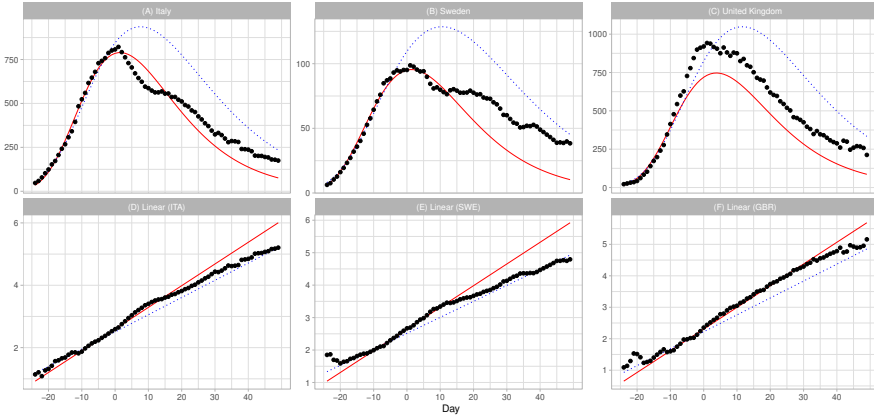 (A) Italy
(B) Sweden
(C) United Kingdom
750
500
250
0
100
50
0
1000
750
500
250
0
(D) Linear (ITA)
(E) Linear (SWE)
(F) Linear (GBR)
6
4
2
6
5
4
3
2
1
5
4
3
2
1
−20 −10 0 10 20 30 40
−20 −10 0 10 20 30 40
−20 −10 0 10 20 30 40
Day